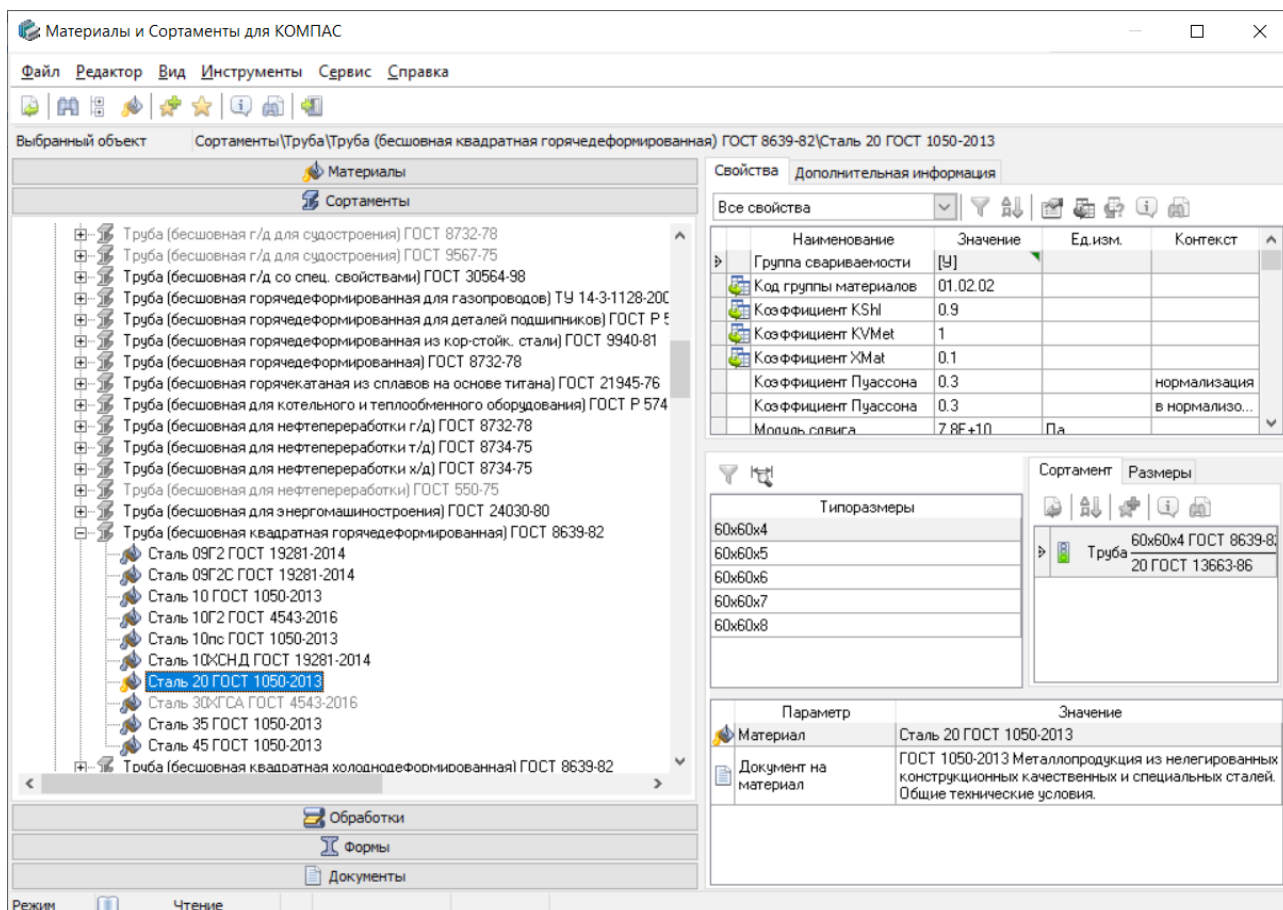 Материалы и Сортаменты для КОМПАС
Файл Редактор Вид Инструменты Сервис Справка
Выбранный объект Сортаменты\Труба\Труба (бесшовная квадратная горячедеформированная) ГОСТ 8639-82\Сталь 20 ГОСТ 1050-2013
Материалы
Сортаменты
Труба (бесшовная г/д для судостроения) ГОСТ 8732-78
Труба (бесшовная г/д для судостроения) ГОСТ 9567-75
Труба (бесшовная г/д со спец. свойствами) ГОСТ 30564-98
Труба (бесшовная горячедеформированная для газопроводов) ТУ 14-3-1128-200
Труба (бесшовная горячедеформированная для деталей подшипников) ГОСТ Р 5
Труба (бесшовная горячедеформированная из кор-стойк. стали) ГОСТ 9940-81
Труба (бесшовная горячедеформированная) ГОСТ 8732-78
Труба (бесшовная горячекатаная из сплавов на основе титана) ГОСТ 21945-76
Труба (бесшовная для котельного и теплообменного оборудования) ГОСТ Р 574
Труба (бесшовная для нефтепереработки г/д) ГОСТ 8732-78
Труба (бесшовная для нефтепереработки т/д) ГОСТ 8734-75
Труба (бесшовная для нефтепереработки х/д) ГОСТ 8734-75
Труба (бесшовная для нефтепереработки) ГОСТ 550-75
Труба (бесшовная для энергомашиностроения) ГОСТ 24030-80
Труба (бесшовная квадратная горячедеформированная) ГОСТ 8639-82
Сталь 09Г2 ГОСТ 19281-2014
Сталь 09Г2С ГОСТ 19281-2014
Сталь 10 ГОСТ 1050-2013
Сталь 10Г2 ГОСТ 4543-2016
Сталь 10пс ГОСТ 1050-2013
Сталь 10ХСНД ГОСТ 19281-2014
Сталь 20 ГОСТ 1050-2013
Сталь 30ХГСА ГОСТ 4543-2016
Сталь 35 ГОСТ 1050-2013
Сталь 45 ГОСТ 1050-2013
Труба (бесшовная квадратная холоднодеформированная) ГОСТ 8639-82
Обработки
Формы
Документы
Режим Чтение
Свойства Дополнительная информация
Все свойства
Наименование Значение Ед.изм. Контекст
Группа свариваемости [У]
Код группы материалов 01.02.02
Коэффициент KShl 0.9
Коэффициент KVMet 1
Коэффициент XMat 0.1
Коэффициент Пуассона 0.3 нормализация
Коэффициент Пуассона 0.3 в нормализо...
Модуль сдвига 7.8E+10 Па
Типоразмеры
60x60x4
60x60x5
60x60x6
60x60x7
60x60x8
Сортамент Размеры
60x60x4 ГОСТ 8639-82
Труба
20 ГОСТ 13663-86
Параметр Значение
Материал Сталь 20 ГОСТ 1050-2013
Документ на материал
ГОСТ 1050-2013 Металлопродукция из нелегированных
конструкционных качественных и специальных сталей.
Общие технические условия.